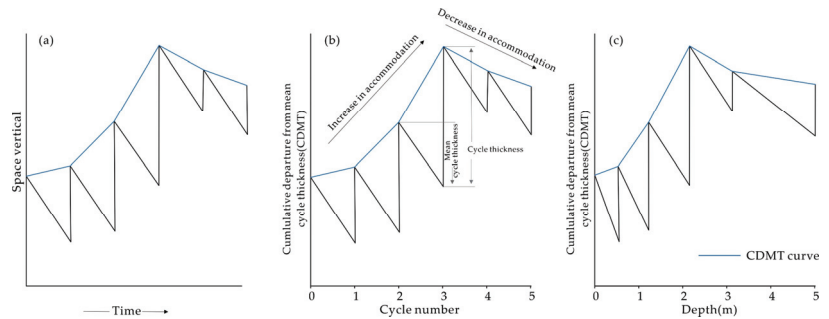 (a)
Space vertical
Time
(b)
Cumlulative departure from mean
cycle thickness(CDMT)
Increase in accommodation
Decrease in accommodation
Mean
cycle thickness
Cycle thickness
0 1 2 3 4 5
Cycle number
(c)
Cumlulative departure from mean
cycle thickness(CDMT)
CDMT curve
0 1 2 3 4 5
Depth(m)